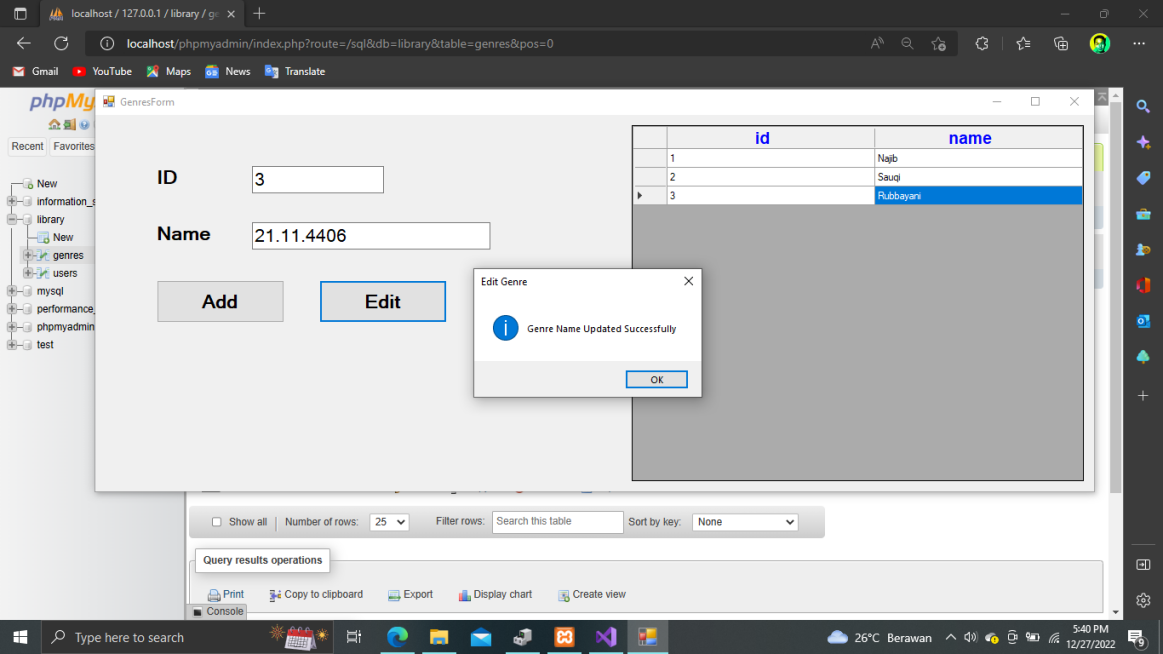 localhost / 127.0.0.1 / library / ge
localhost/phpmyadmin/index.php?route=/sql&db=library&table=genres&pos=0
Gmail YouTube Maps News Translate
phpMy
GenresForm
Recent Favorites
New
information_s
library
New
genres
users
mysql
performance_
phpmyadmin
test
ID 3
Name 21.11.4406
Add Edit
id name
1 Najib
2 Sauqi
3 Rubbayani
Edit Genre
Genre Name Updated Successfully
OK
Show all Number of rows: 25 Filter rows: Search this table Sort by key: None
Query results operations
Print Copy to clipboard Export Display chart Create view
Console
Type here to search
26°C Berawan
5:40 PM
12/27/2022
9